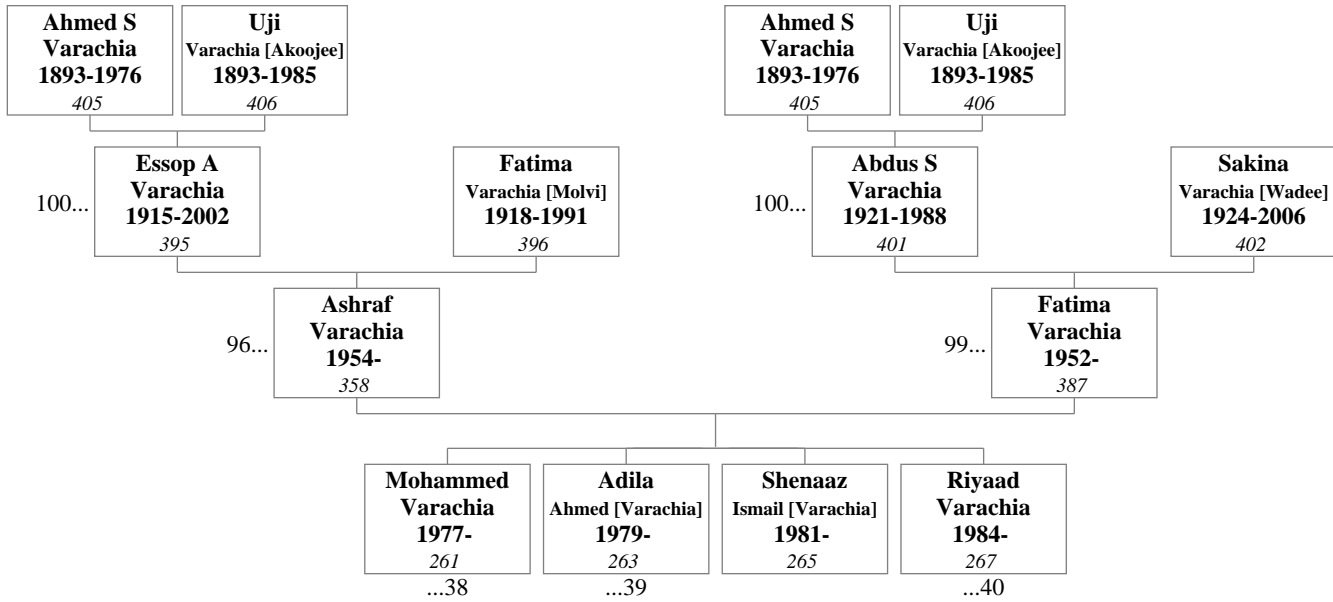 Ahmed S
Varachia
1893-1976
405
Uji
Varachia [Akoojee]
1893-1985
406
Ahmed S
Varachia
1893-1976
405
Uji
Varachia [Akoojee]
1893-1985
406
100...
Essop A
Varachia
1915-2002
395
Fatima
Varachia [Molvi]
1918-1991
396
100...
Abdus S
Varachia
1921-1988
401
Sakina
Varachia [Wadee]
1924-2006
402
96...
Ashraf
Varachia
1954-
358
99...
Fatima
Varachia
1952-
387
Mohammed
Varachia
1977-
261
...38
Adila
Ahmed [Varachia]
1979-
263
...39
Shenaaz
Ismail [Varachia]
1981-
265
Riyaad
Varachia
1984-
267
...40